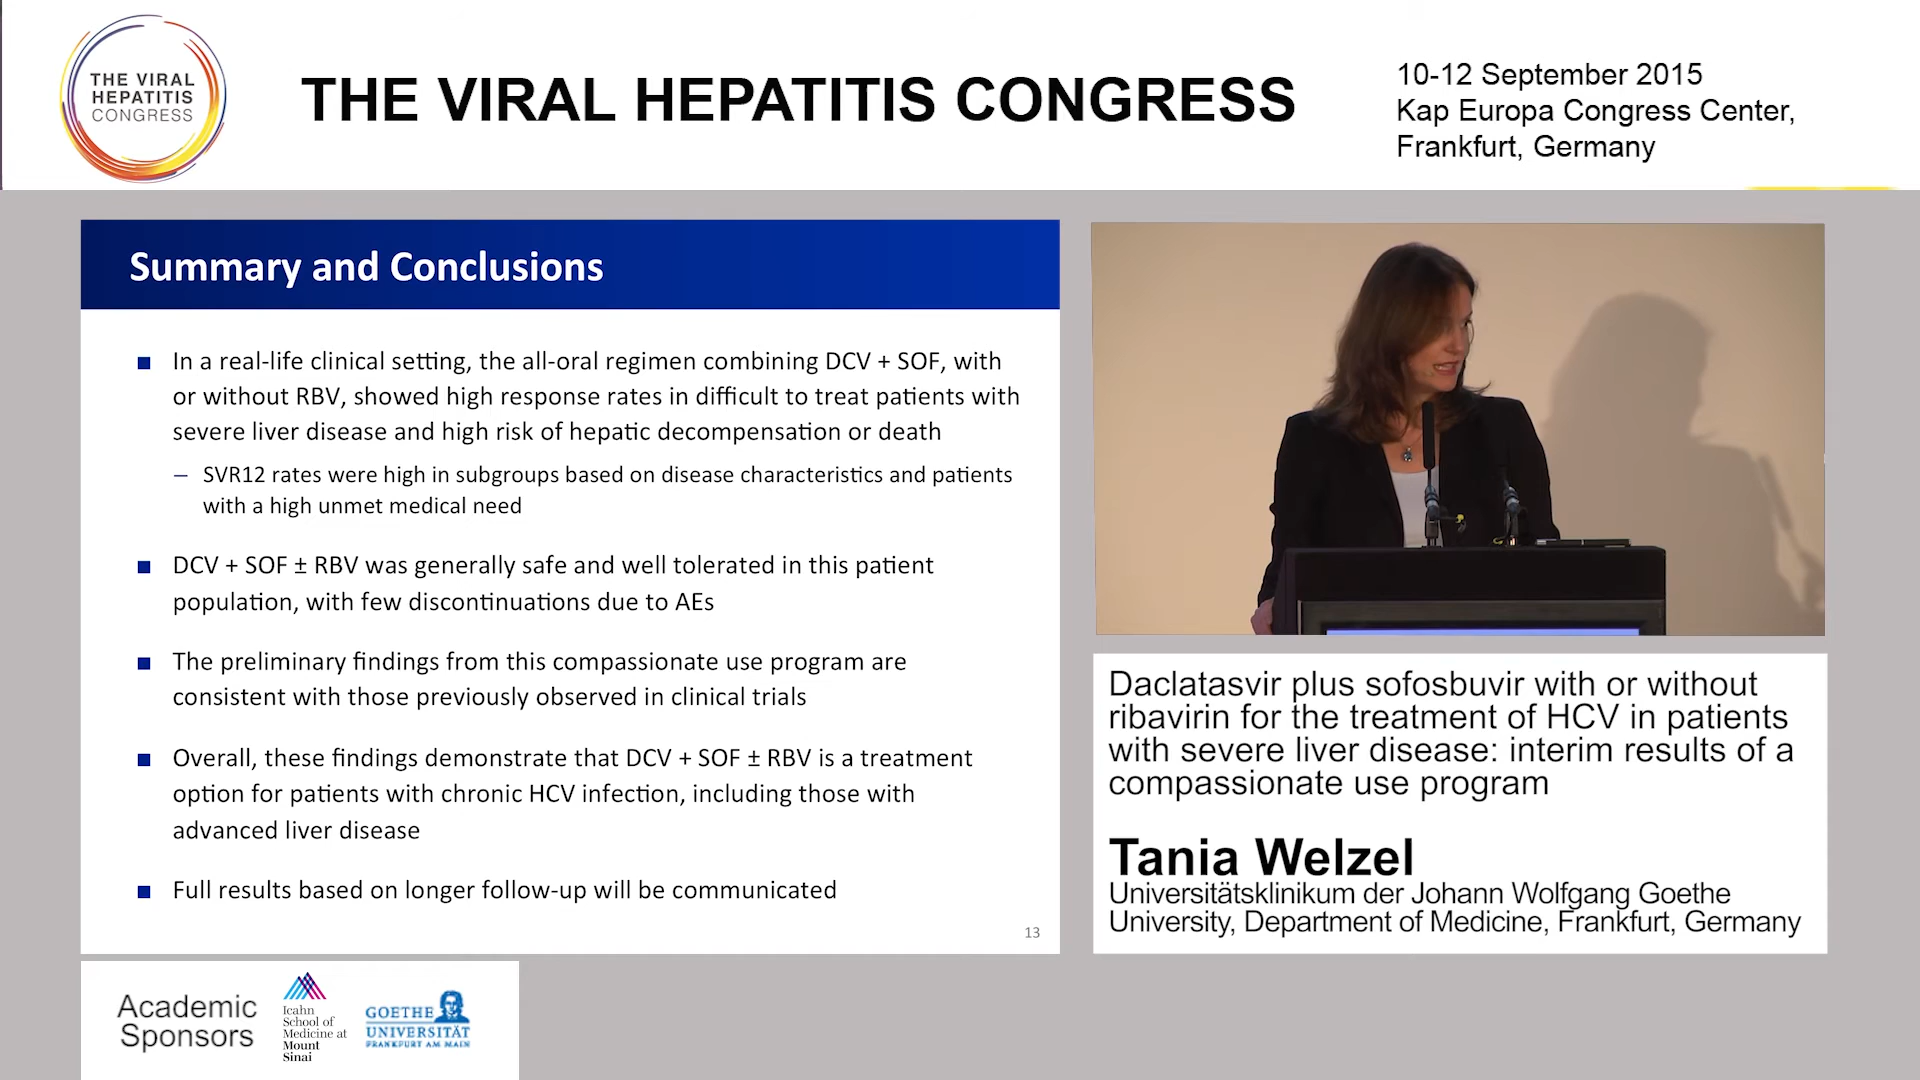 THE VIRAL
HEPATITIS
CONGRESS
THE VIRAL HEPATITIS CONGRESS
10-12 September 2015
Kap Europa Congress Center,
Frankfurt, Germany
Summary and Conclusions
■ In a real-life clinical setting, the all-oral regimen combining DCV + SOF, with
or without RBV, showed high response rates in difficult to treat patients with
severe liver disease and high risk of hepatic decompensation or death
– SVR12 rates were high in subgroups based on disease characteristics and patients
with a high unmet medical need
■ DCV + SOF ± RBV was generally safe and well tolerated in this patient
population, with few discontinuations due to AEs
■ The preliminary findings from this compassionate use program are
consistent with those previously observed in clinical trials
■ Overall, these findings demonstrate that DCV + SOF ± RBV is a treatment
option for patients with chronic HCV infection, including those with
advanced liver disease
■ Full results based on longer follow-up will be communicated
13
Daclatasvir plus sofosbuvir with or without
ribavirin for the treatment of HCV in patients
with severe liver disease: interim results of a
compassionate use program
Tania Welzel
Universitätsklinikum der Johann Wolfgang Goethe
University, Department of Medicine, Frankfurt, Germany
Academic
Sponsors
Icahn
School of
Medicine at
Mount
Sinai
GOETHE
UNIVERSITÄT
FRANKFURT AM MAIN